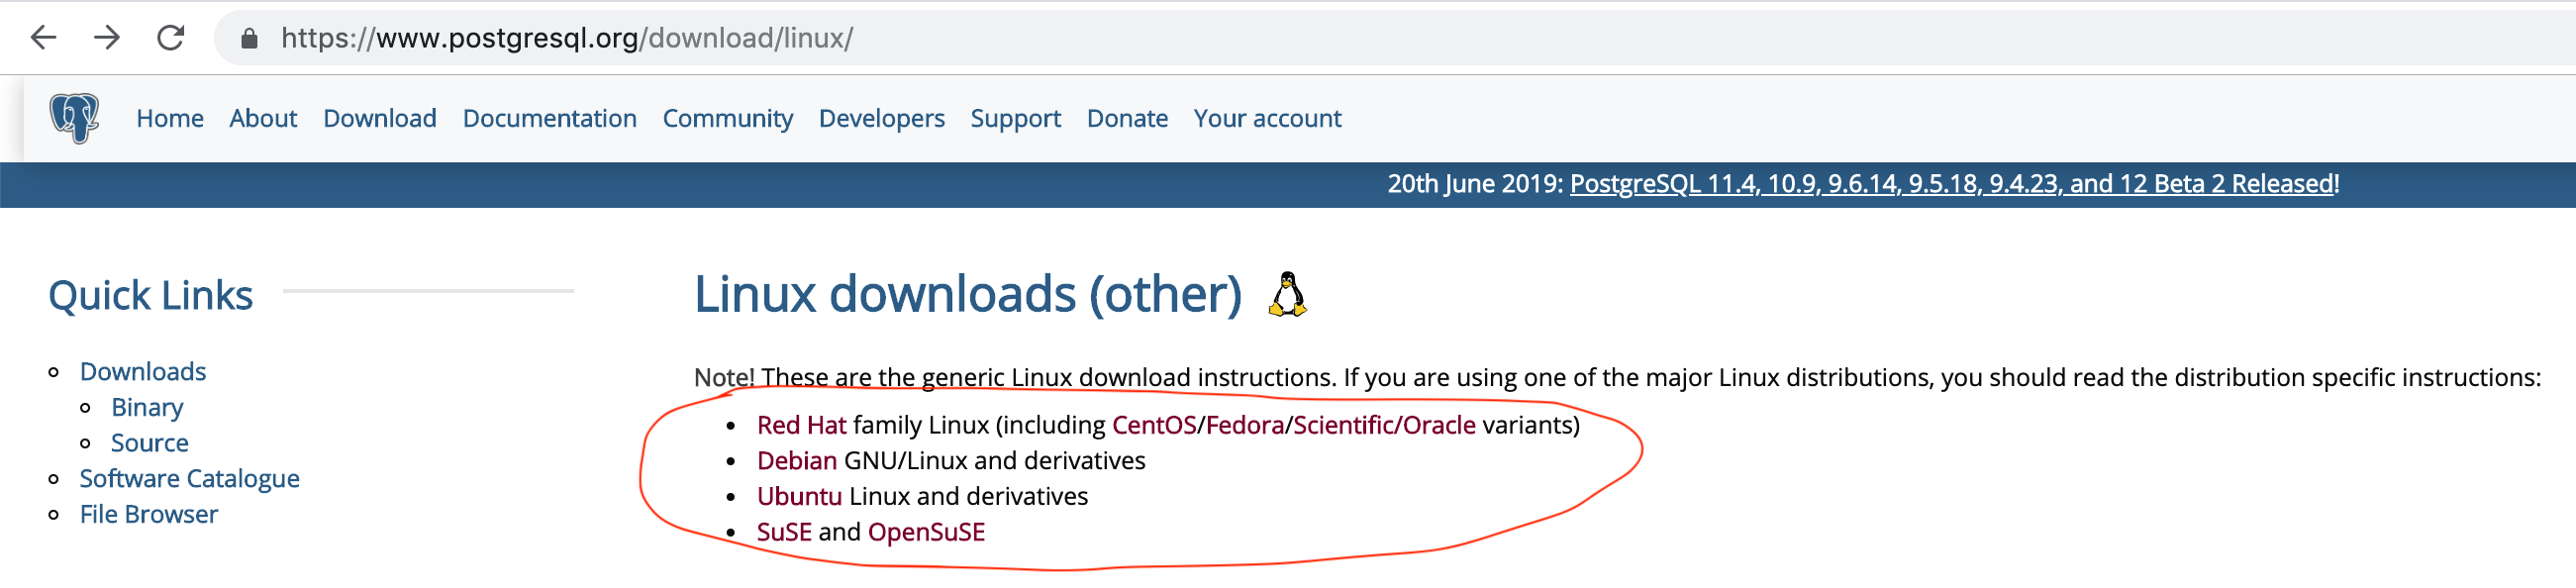 https://www.postgresql.org/download/linux/
Home About Download Documentation Community Developers Support Donate Your account
20th June 2019: PostgreSQL 11.4, 10.9, 9.6.14, 9.5.18, 9.4.23, and 12 Beta 2 Released!
Quick Links
Downloads
Binary
Source
Software Catalogue
File Browser
Linux downloads (other)
Note! These are the generic Linux download instructions. If you are using one of the major Linux distributions, you should read the distribution specific instructions:
Red Hat family Linux (including CentOS/Fedora/Scientific/Oracle variants)
Debian GNU/Linux and derivatives
Ubuntu Linux and derivatives
SuSE and OpenSuSE